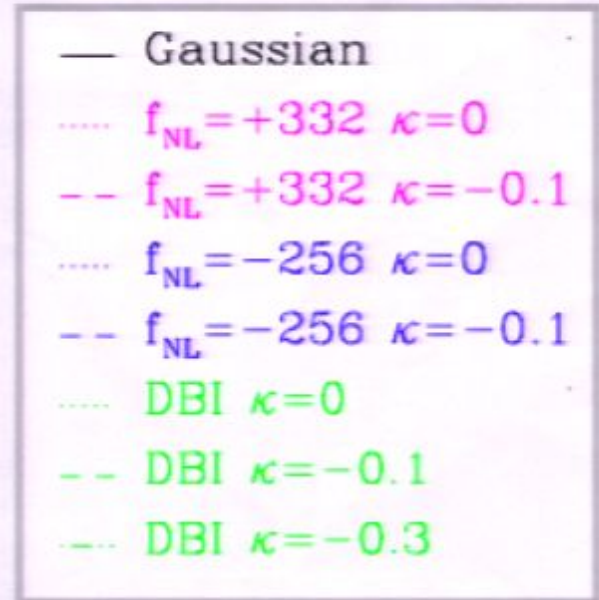 Gaussian
f_NL=+332 κ=0
f_NL=+332 κ=−0.1
f_NL=−256 κ=0
f_NL=−256 κ=−0.1
DBI κ=0
DBI κ=−0.1
DBI κ=−0.3